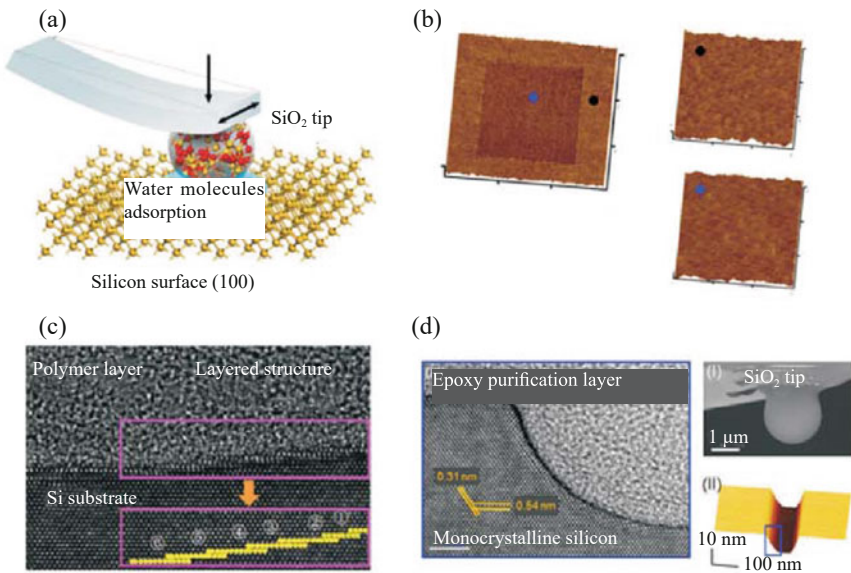 (a)
SiO2 tip
Water molecules
adsorption
Silicon surface (100)
(b)
(c)
Polymer layer
Layered structure
Si substrate
(d)
Epoxy purification layer
0.31 nm
0.54 nm
Monocrystalline silicon
(I)
SiO2 tip
1 μm
(II)
10 nm
100 nm